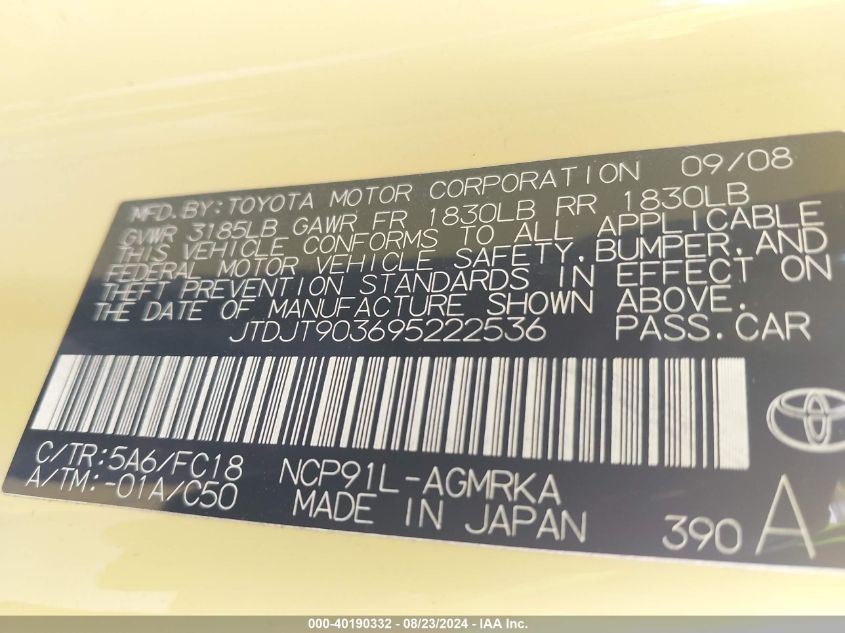 MFD.BY:TOYOTA MOTOR CORPORATION 09/08
GVWR 3185LB GAWR FR 1830LB RR 1830LB
THIS VEHICLE CONFORMS TO ALL APPLICABLE
FEDERAL MOTOR VEHICLE SAFETY,BUMPER,AND
THEFT PREVENTION STANDARDS IN EFFECT ON
THE DATE OF MANUFACTURE SHOWN ABOVE.
JTDJT903695222536 PASS.CAR
C/TR:5A6/FC18 NCP91L-AGMRKA
A/TM:-01A/C50 MADE IN JAPAN 390 A
000-40190332 - 08/23/2024 - IAA Inc.